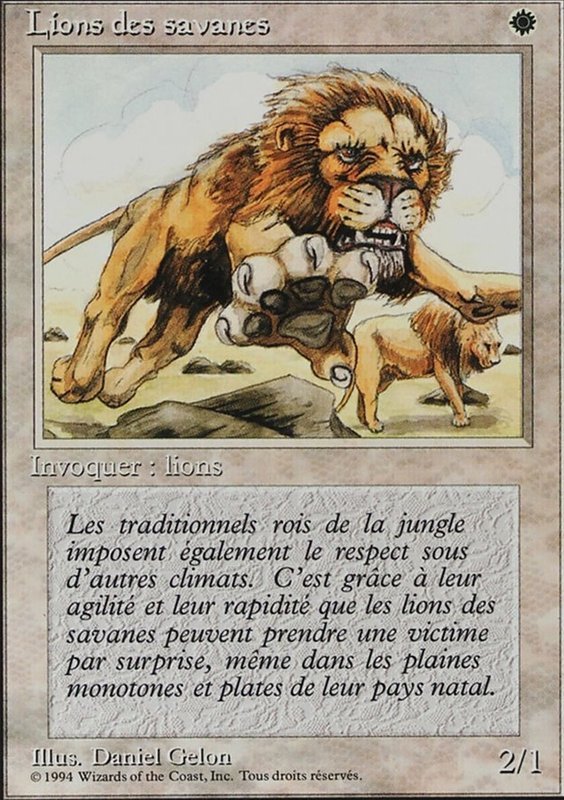 Lions des savanes
Invoquer : lions
Les traditionnels rois de la jungle
imposent également le respect sous
d'autres climats. C'est grâce à leur
agilité et leur rapidité que les lions des
savanes peuvent prendre une victime
par surprise, même dans les plaines
monotones et plates de leur pays natal.
Illus. Daniel Gelon
2/1
© 1994 Wizards of the Coast, Inc. Tous droits réservés.